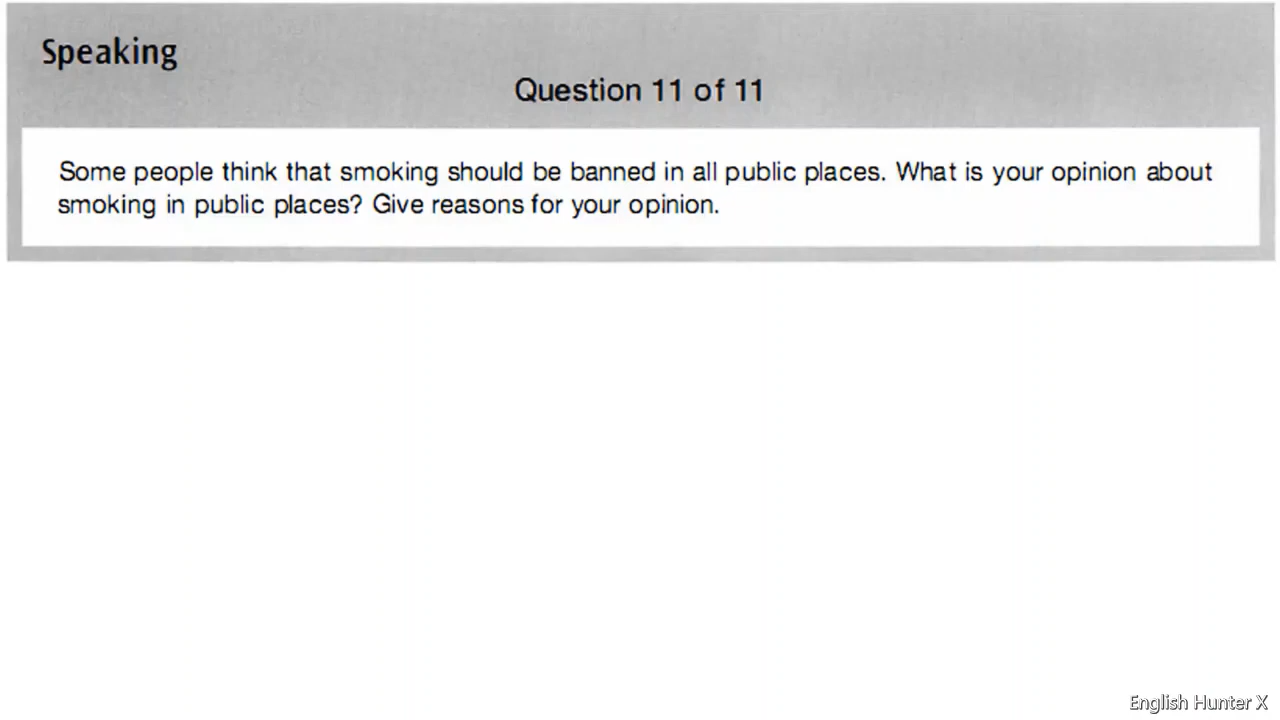 Speaking
Question 11 of 11
Some people think that smoking should be banned in all public places. What is your opinion about
smoking in public places? Give reasons for your opinion.
English Hunter X